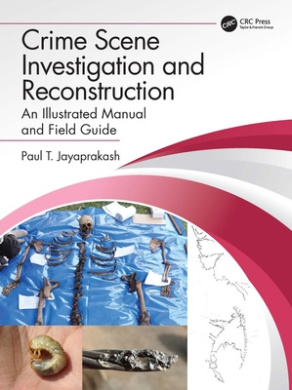 CRC Press
Taylor & Francis Group
Crime Scene
Investigation and
Reconstruction
An Illustrated Manual
and Field Guide
Paul T. Jayaprakash